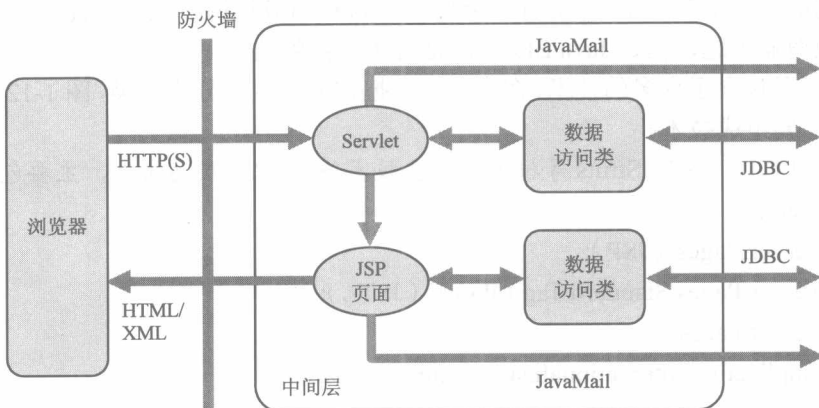 防火墙
JavaMail
Servlet
数据
访问类
HTTP(S)
JDBC
浏览器
JSP
页面
数据
访问类
JDBC
HTML/
XML
中间层
JavaMail